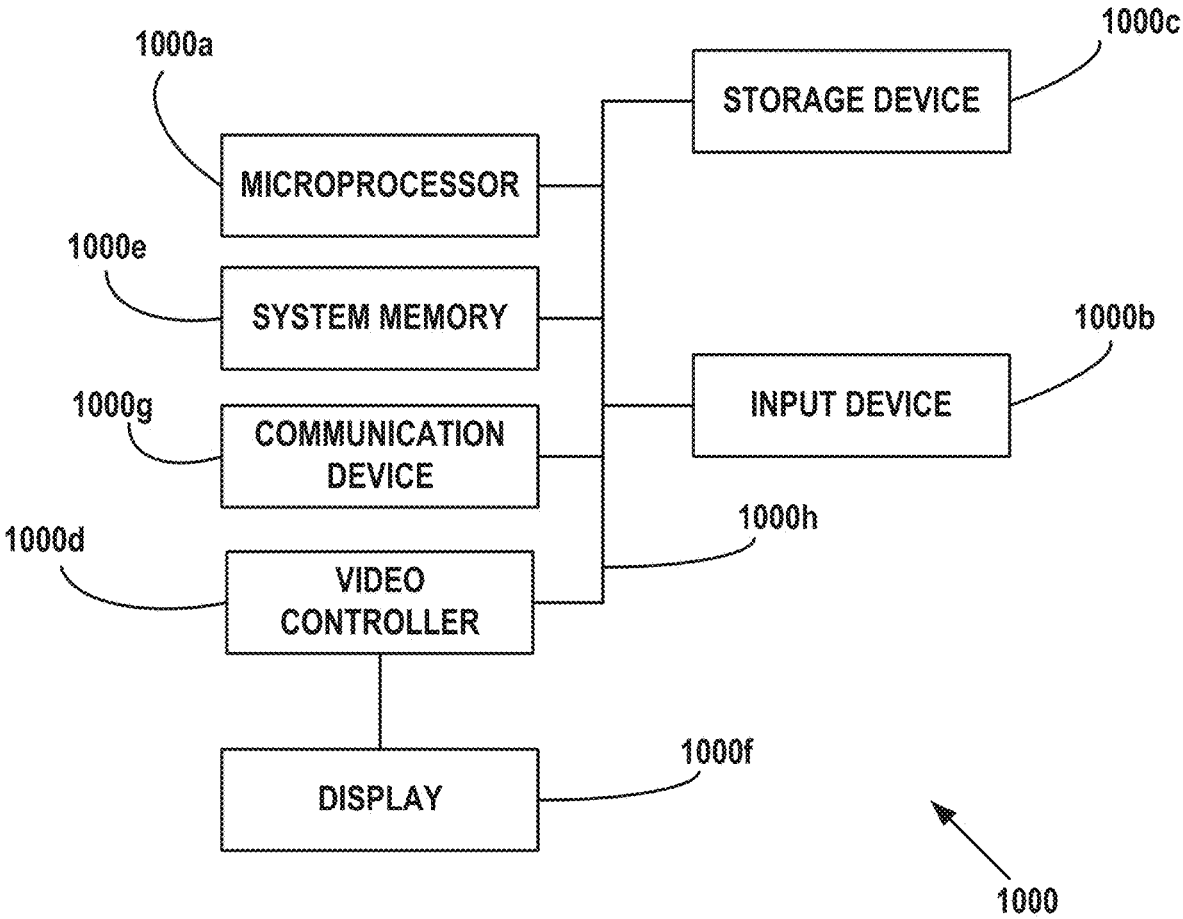 1000a
1000c
STORAGE DEVICE
MICROPROCESSOR
1000e
SYSTEM MEMORY
1000b
INPUT DEVICE
1000g
COMMUNICATION
DEVICE
1000h
1000d
VIDEO
CONTROLLER
1000f
DISPLAY
1000